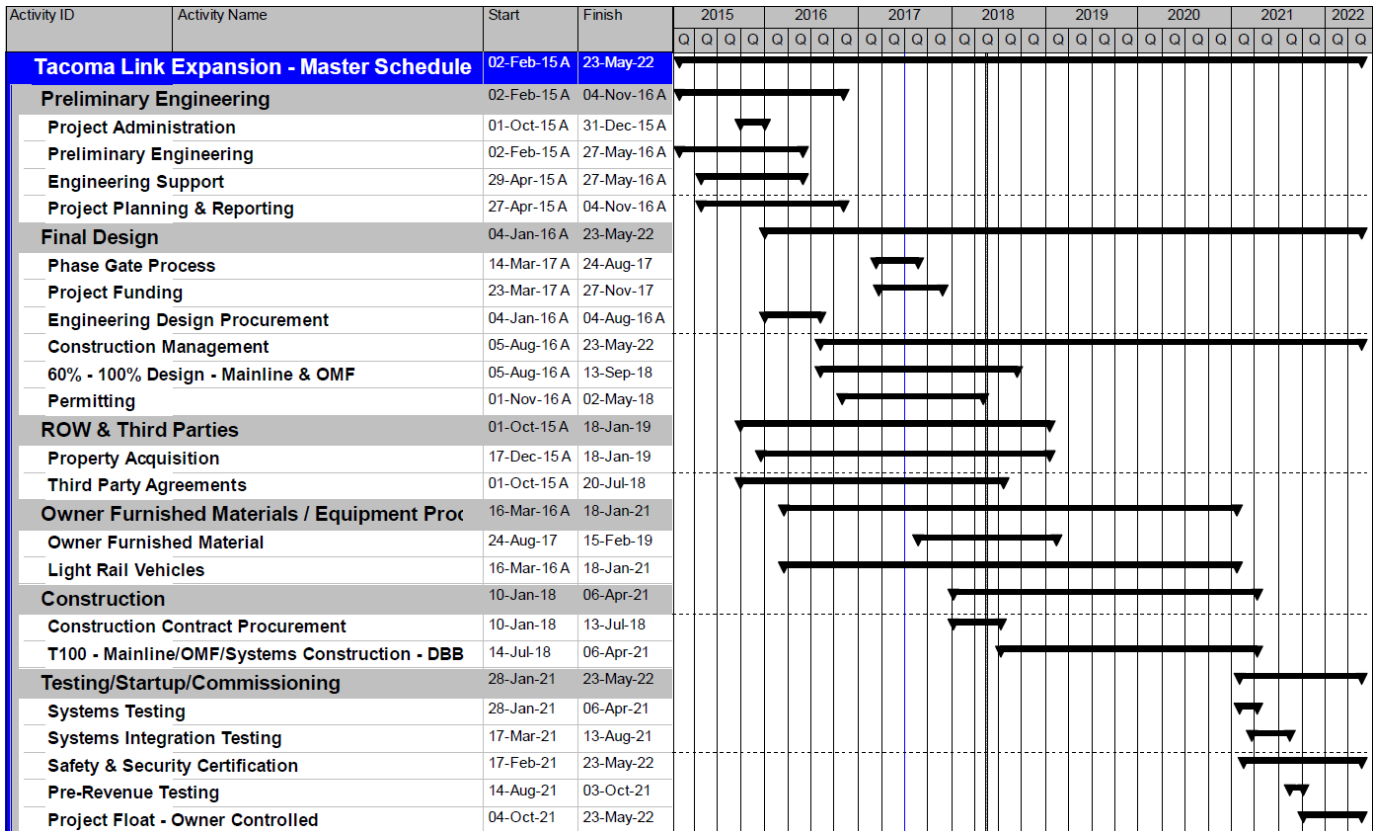 Activity ID Activity Name Start Finish 2015 2016 2017 2018 2019 2020 2021 2022
Q Q Q Q Q Q Q Q Q Q Q Q Q Q Q Q Q Q Q Q Q Q Q Q Q Q Q Q Q Q
Tacoma Link Expansion - Master Schedule 02-Feb-15 A 23-May-22
Preliminary Engineering 02-Feb-15 A 04-Nov-16 A
Project Administration 01-Oct-15 A 31-Dec-15 A
Preliminary Engineering 02-Feb-15 A 27-May-16 A
Engineering Support 29-Apr-15 A 27-May-16 A
Project Planning & Reporting 27-Apr-15 A 04-Nov-16 A
Final Design 04-Jan-16 A 23-May-22
Phase Gate Process 14-Mar-17 A 24-Aug-17
Project Funding 23-Mar-17 A 27-Nov-17
Engineering Design Procurement 04-Jan-16 A 04-Aug-16 A
Construction Management 05-Aug-16 A 23-May-22
60% - 100% Design - Mainline & OMF 05-Aug-16 A 13-Sep-18
Permitting 01-Nov-16 A 02-May-18
ROW & Third Parties 01-Oct-15 A 18-Jan-19
Property Acquisition 17-Dec-15 A 18-Jan-19
Third Party Agreements 01-Oct-15 A 20-Jul-18
Owner Furnished Materials / Equipment Proc 16-Mar-16 A 18-Jan-21
Owner Furnished Material 24-Aug-17 15-Feb-19
Light Rail Vehicles 16-Mar-16 A 18-Jan-21
Construction 10-Jan-18 06-Apr-21
Construction Contract Procurement 10-Jan-18 13-Jul-18
T100 - Mainline/OMF/Systems Construction - DBB 14-Jul-18 06-Apr-21
Testing/Startup/Commissioning 28-Jan-21 23-May-22
Systems Testing 28-Jan-21 06-Apr-21
Systems Integration Testing 17-Mar-21 13-Aug-21
Safety & Security Certification 17-Feb-21 23-May-22
Pre-Revenue Testing 14-Aug-21 03-Oct-21
Project Float - Owner Controlled 04-Oct-21 23-May-22